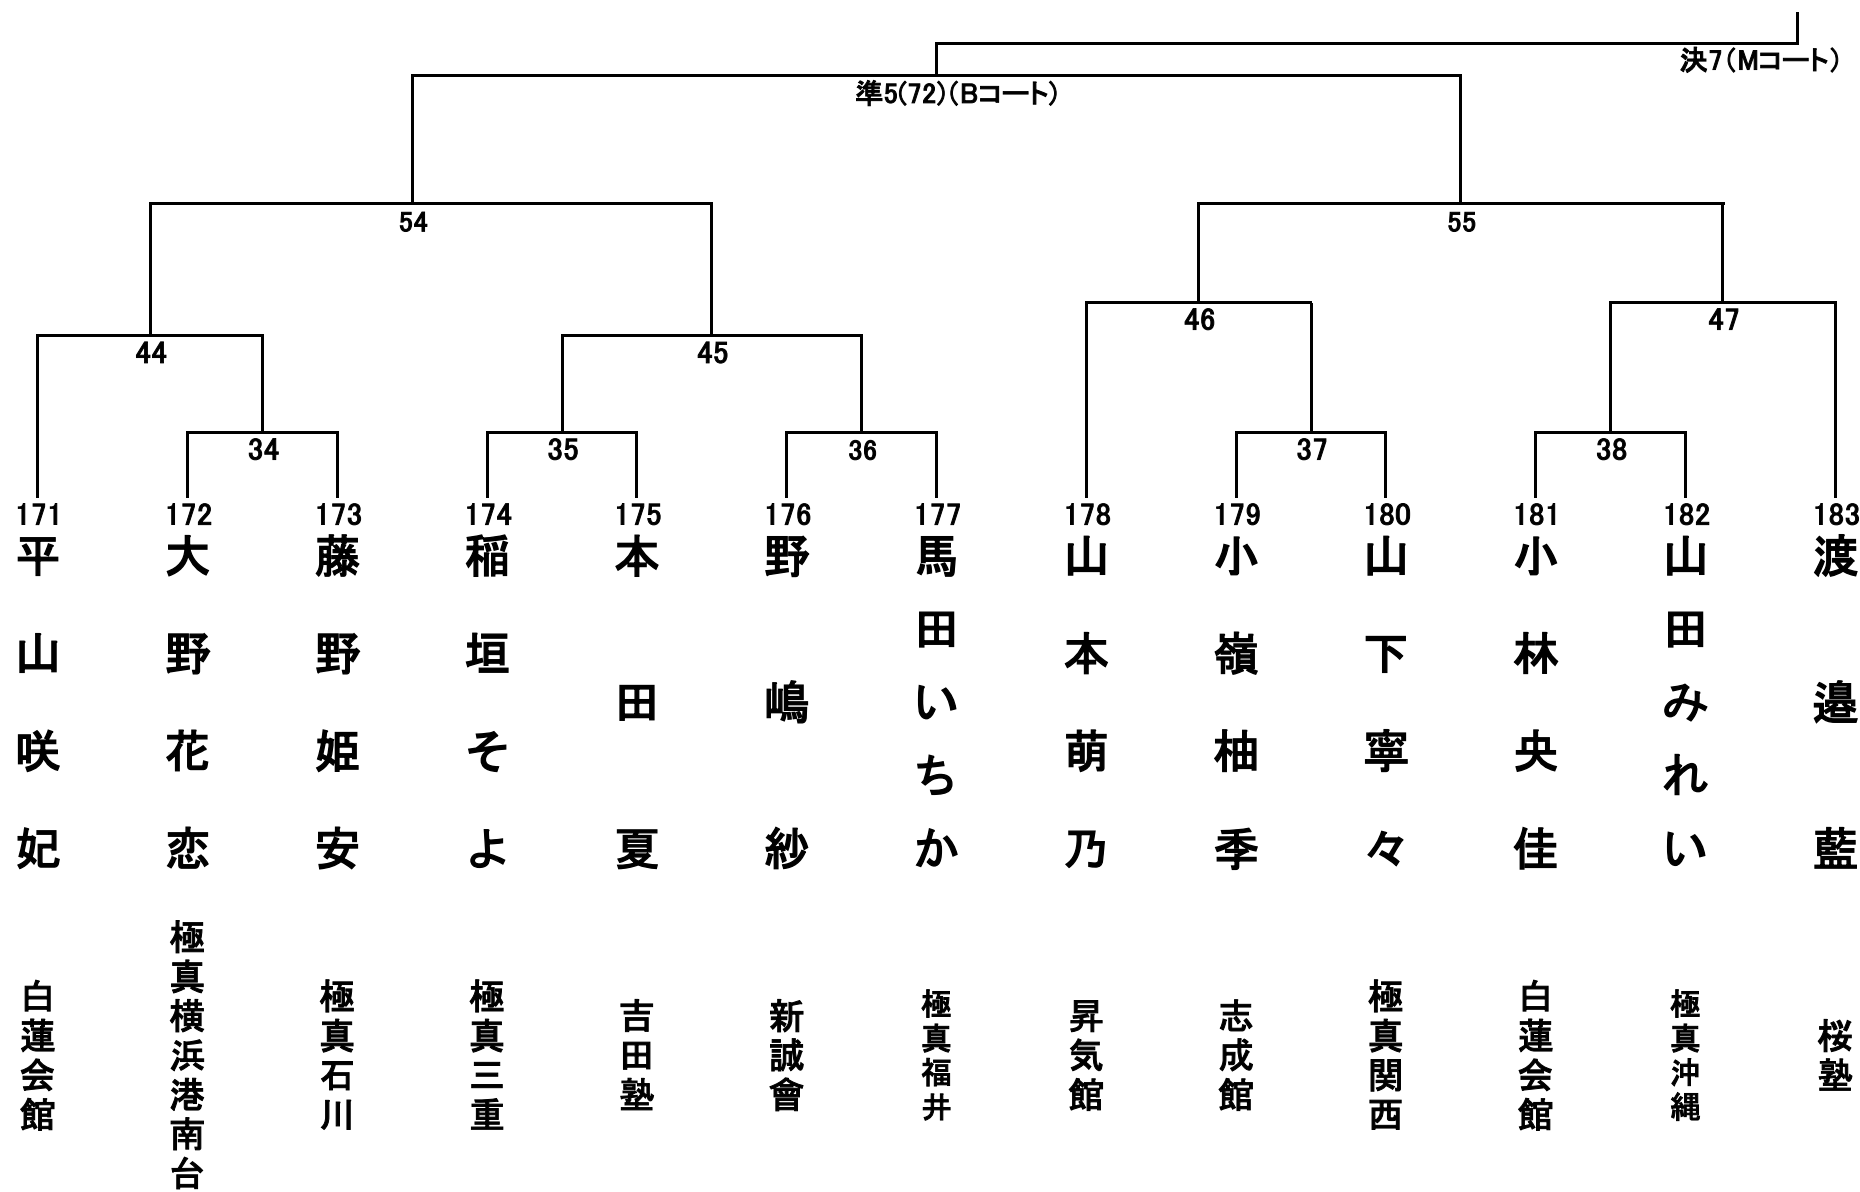 決7(Mコート)
準5(72)(Bコート)
54
55
46
47
44
45
34
35
36
37
38
171
172
173
174
175
176
177
178
179
180
181
182
183
平山咲妃
大野花恋
藤野姫安
稲垣そよ
本田夏
野嶋紗
馬田いちか
山本萌乃
小嶺柚季
山下寧々
小林央佳
山田みれい
渡邉藍
白蓮会館
極真横浜港南台
極真石川
極真三重
吉田塾
新誠會
極真福井
昇気館
志成館
極真関西
白蓮会館
極真沖縄
桜塾